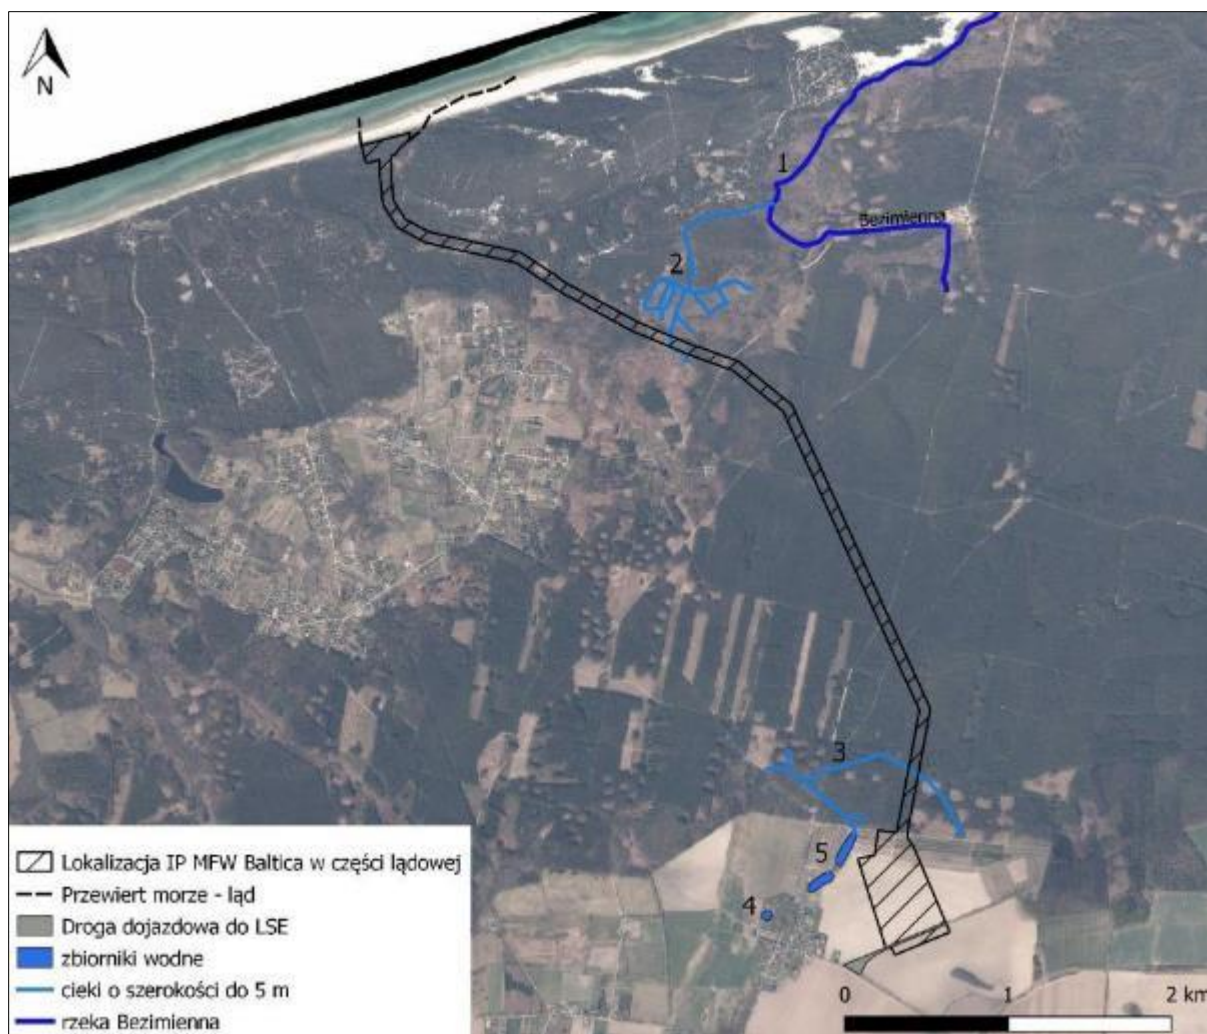 N
1
Bezimienna
2
3
5
4
Lokalizacja IP MFW Baltica w części lądowej
Przewiert morze - ląd
Droga dojazdowa do LSE
zbiorniki wodne
cieki o szerokości do 5 m
rzeka Bezimienna
0 1 2 km